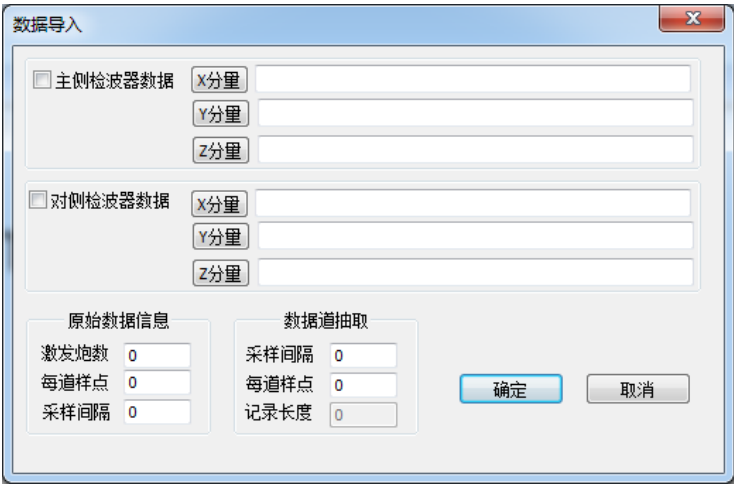 数据导入
主侧检波器数据 X分量
Y分量
Z分量
对侧检波器数据 X分量
Y分量
Z分量
原始数据信息 数据道抽取
激发炮数 0 采样间隔 0
每道样点 0 每道样点 0 确定 取消
采样间隔 0 记录长度 0